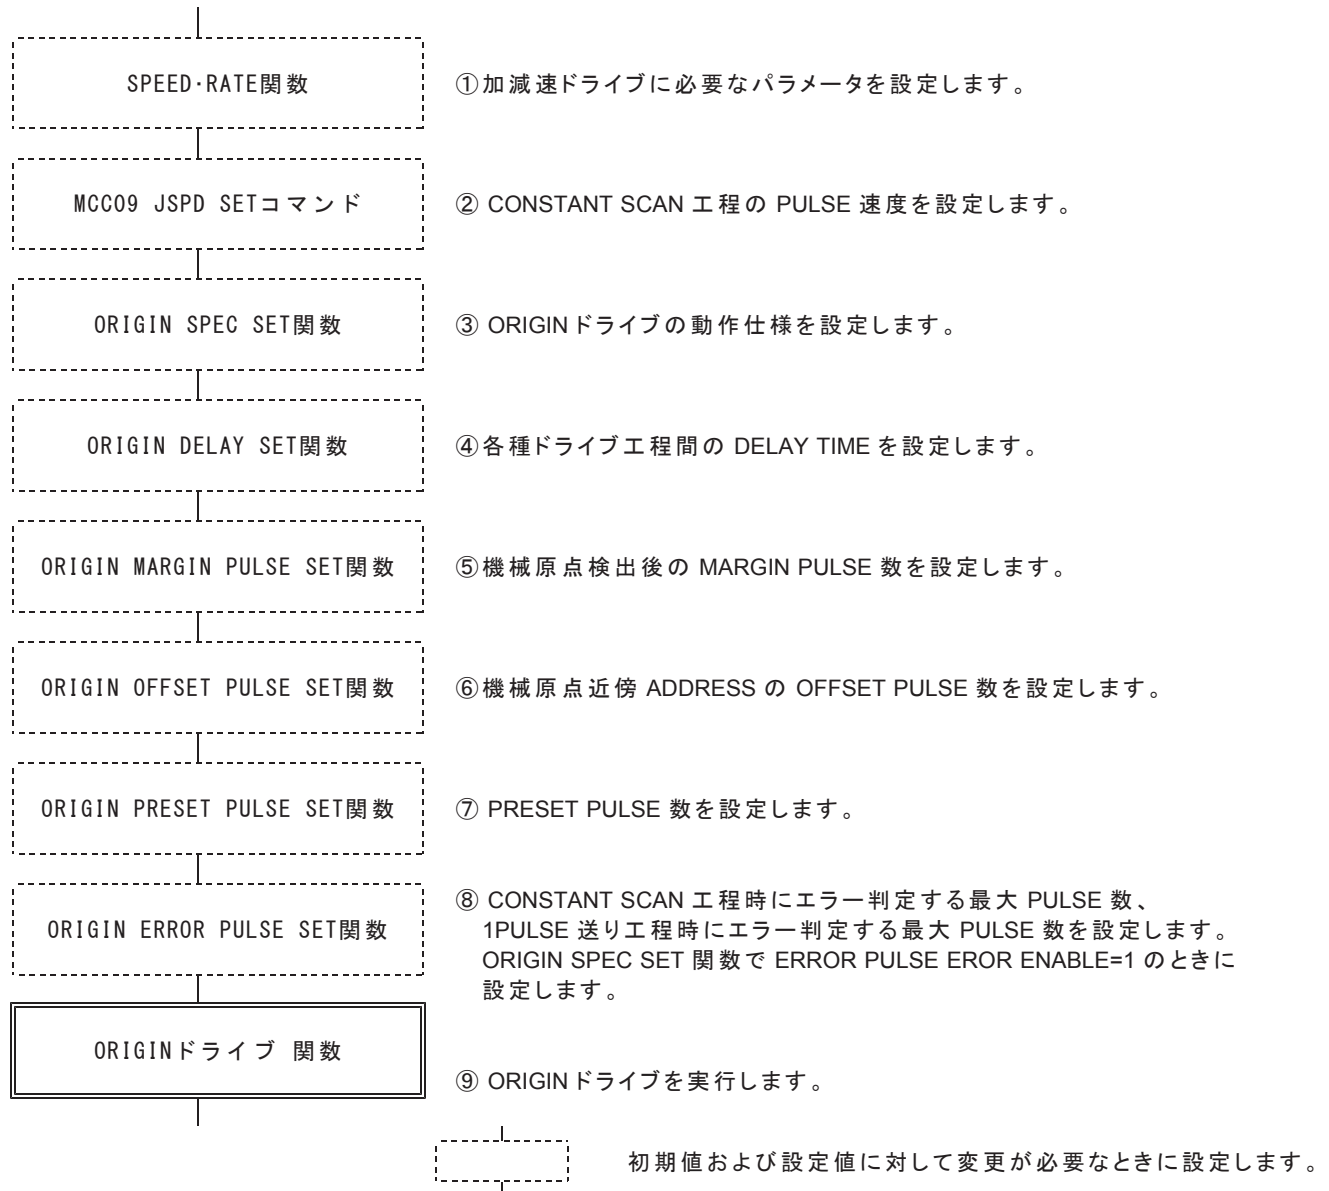 SPEED・RATE関数
①加減速ドライブに必要なパラメータを設定します。
MCC09 JSPD SETコマンド
② CONSTANT SCAN 工程の PULSE 速度を設定します。
ORIGIN SPEC SET関数
③ ORIGINドライブの動作仕様を設定します。
ORIGIN DELAY SET関数
④各種ドライブ工程間の DELAY TIME を設定します。
ORIGIN MARGIN PULSE SET関数
⑤機械原点検出後の MARGIN PULSE 数を設定します。
ORIGIN OFFSET PULSE SET関数
⑥機械原点近傍 ADDRESS の OFFSET PULSE 数を設定します。
ORIGIN PRESET PULSE SET関数
⑦ PRESET PULSE 数を設定します。
ORIGIN ERROR PULSE SET関数
⑧ CONSTANT SCAN 工程時にエラー判定する最大 PULSE 数、
1PULSE 送り工程時にエラー判定する最大 PULSE 数を設定します。
ORIGIN SPEC SET 関数で ERROR PULSE EROR ENABLE=1 のときに
設定します。
ORIGINドライブ 関数
⑨ ORIGINドライブを実行します。
初期値および設定値に対して変更が必要なときに設定します。